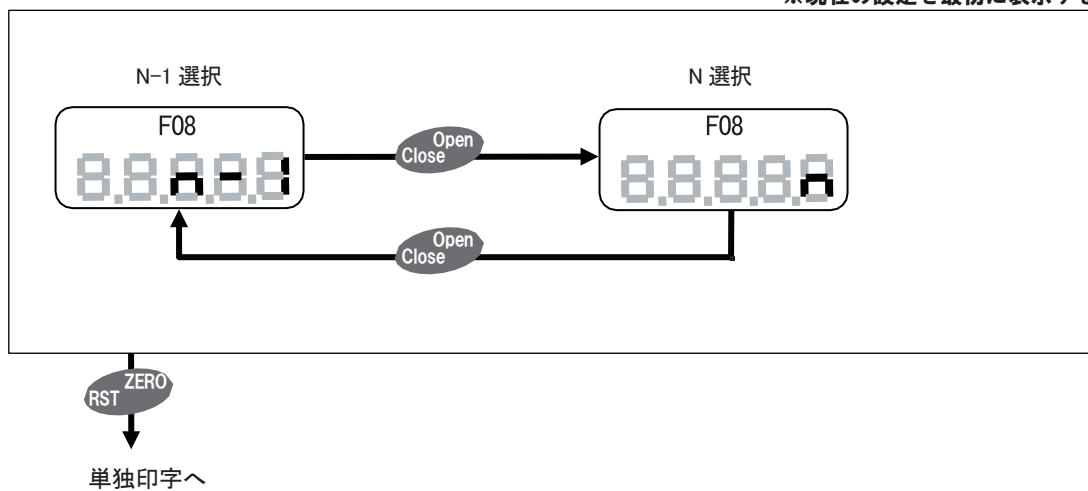 ※現在の設定を最初に表示する
N-1 選択
N 選択
F08
n-1
Open
Close
F08
n
Open
Close
ZERO
RST
単独印字へ